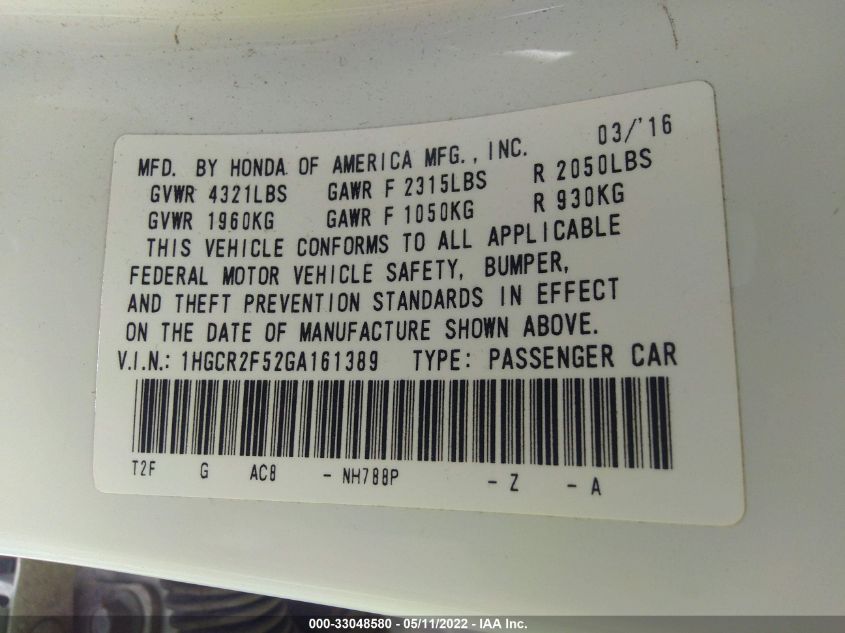 03/'16
MFD. BY HONDA OF AMERICA MFG., INC.
GVWR 4321LBS GAWR F 2315LBS R 2050LBS
GVWR 1960KG GAWR F 1050KG R 930KG
THIS VEHICLE CONFORMS TO ALL APPLICABLE
FEDERAL MOTOR VEHICLE SAFETY, BUMPER,
AND THEFT PREVENTION STANDARDS IN EFFECT
ON THE DATE OF MANUFACTURE SHOWN ABOVE.
V.I.N.: 1HGCR2F52GA161389 TYPE: PASSENGER CAR
T2F G AC8 - NH788P - Z - A
000-33048580 - 05/11/2022 - IAA Inc.